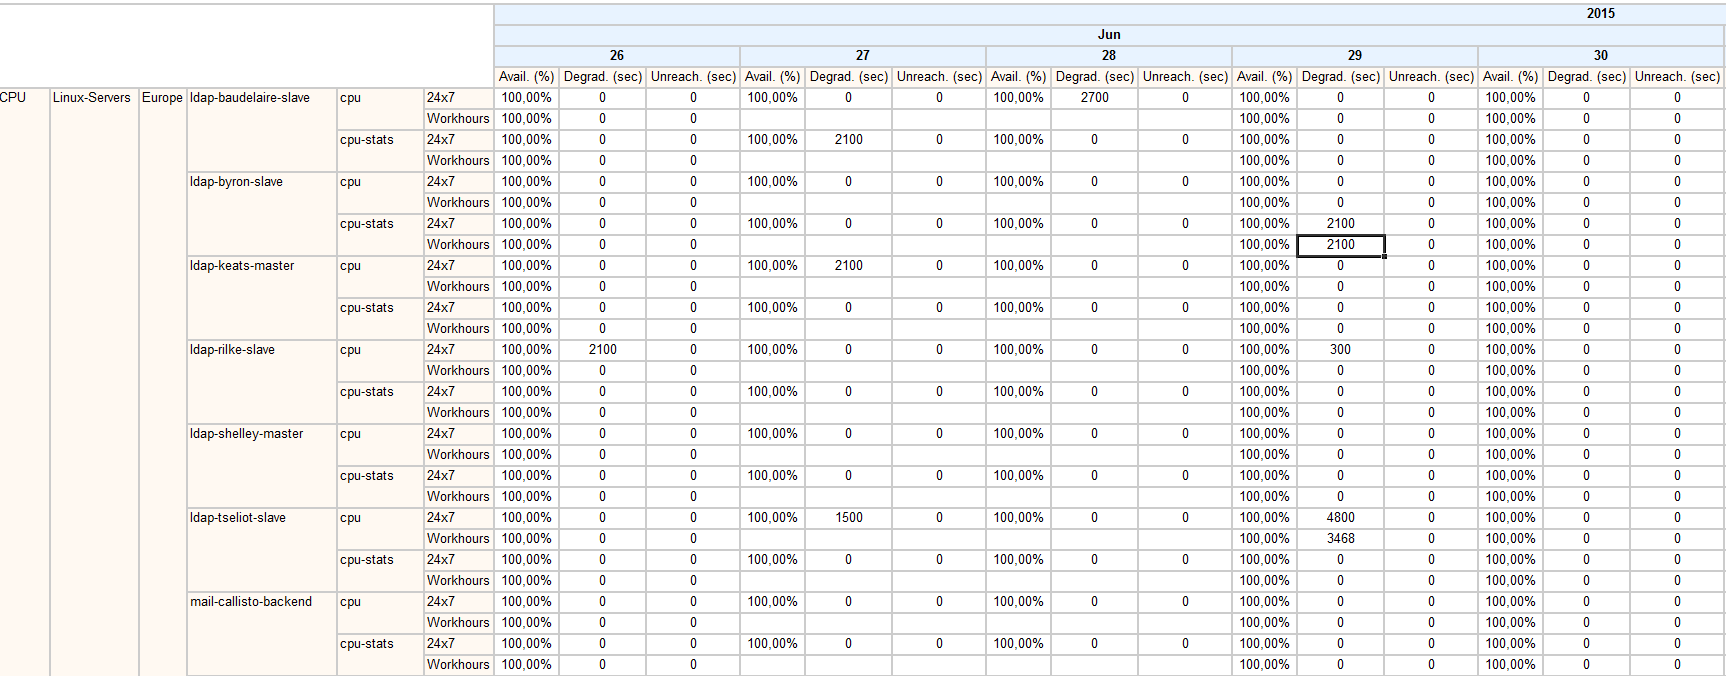 2015
Jun
26 27 28 29 30
Avail. (%) Degrad. (sec) Unreach. (sec) Avail. (%) Degrad. (sec) Unreach. (sec) Avail. (%) Degrad. (sec) Unreach. (sec) Avail. (%) Degrad. (sec) Unreach. (sec) Avail. (%) Degrad. (sec) Unreach. (sec)
CPU Linux-Servers Europe ldap-baudelaire-slave cpu 24x7 100,00% 0 0 100,00% 0 0 100,00% 2700 0 100,00% 0 0 100,00% 0 0
Workhours 100,00% 0 0 100,00% 0 0 100,00% 0 0
cpu-stats 24x7 100,00% 0 0 100,00% 2100 0 100,00% 0 0 100,00% 0 0 100,00% 0 0
Workhours 100,00% 0 0 100,00% 0 0 100,00% 0 0
ldap-byron-slave cpu 24x7 100,00% 0 0 100,00% 0 0 100,00% 0 0 100,00% 0 0 100,00% 0 0
Workhours 100,00% 0 0 100,00% 0 0 100,00% 0 0
cpu-stats 24x7 100,00% 0 0 100,00% 0 0 100,00% 0 0 100,00% 2100 0 100,00% 0 0
Workhours 100,00% 0 0 100,00% 2100 0 100,00% 0 0
ldap-keats-master cpu 24x7 100,00% 0 0 100,00% 2100 0 100,00% 0 0 100,00% 0 0 100,00% 0 0
Workhours 100,00% 0 0 100,00% 0 0 100,00% 0 0
cpu-stats 24x7 100,00% 0 0 100,00% 0 0 100,00% 0 0 100,00% 0 0 100,00% 0 0
Workhours 100,00% 0 0 100,00% 0 0 100,00% 0 0
ldap-rilke-slave cpu 24x7 100,00% 2100 0 100,00% 0 0 100,00% 0 0 100,00% 300 0 100,00% 0 0
Workhours 100,00% 0 0 100,00% 0 0 100,00% 0 0
cpu-stats 24x7 100,00% 0 0 100,00% 0 0 100,00% 0 0 100,00% 0 0 100,00% 0 0
Workhours 100,00% 0 0 100,00% 0 0 100,00% 0 0
ldap-shelley-master cpu 24x7 100,00% 0 0 100,00% 0 0 100,00% 0 0 100,00% 0 0 100,00% 0 0
Workhours 100,00% 0 0 100,00% 0 0 100,00% 0 0
cpu-stats 24x7 100,00% 0 0 100,00% 0 0 100,00% 0 0 100,00% 0 0 100,00% 0 0
Workhours 100,00% 0 0 100,00% 0 0 100,00% 0 0
ldap-tseliot-slave cpu 24x7 100,00% 0 0 100,00% 1500 0 100,00% 0 0 100,00% 4800 0 100,00% 0 0
Workhours 100,00% 0 0 100,00% 3468 0 100,00% 0 0
cpu-stats 24x7 100,00% 0 0 100,00% 0 0 100,00% 0 0 100,00% 0 0 100,00% 0 0
Workhours 100,00% 0 0 100,00% 0 0 100,00% 0 0
mail-callisto-backend cpu 24x7 100,00% 0 0 100,00% 0 0 100,00% 0 0 100,00% 0 0 100,00% 0 0
Workhours 100,00% 0 0 100,00% 0 0 100,00% 0 0
cpu-stats 24x7 100,00% 0 0 100,00% 0 0 100,00% 0 0 100,00% 0 0 100,00% 0 0
Workhours 100,00% 0 0 100,00% 0 0 100,00% 0 0